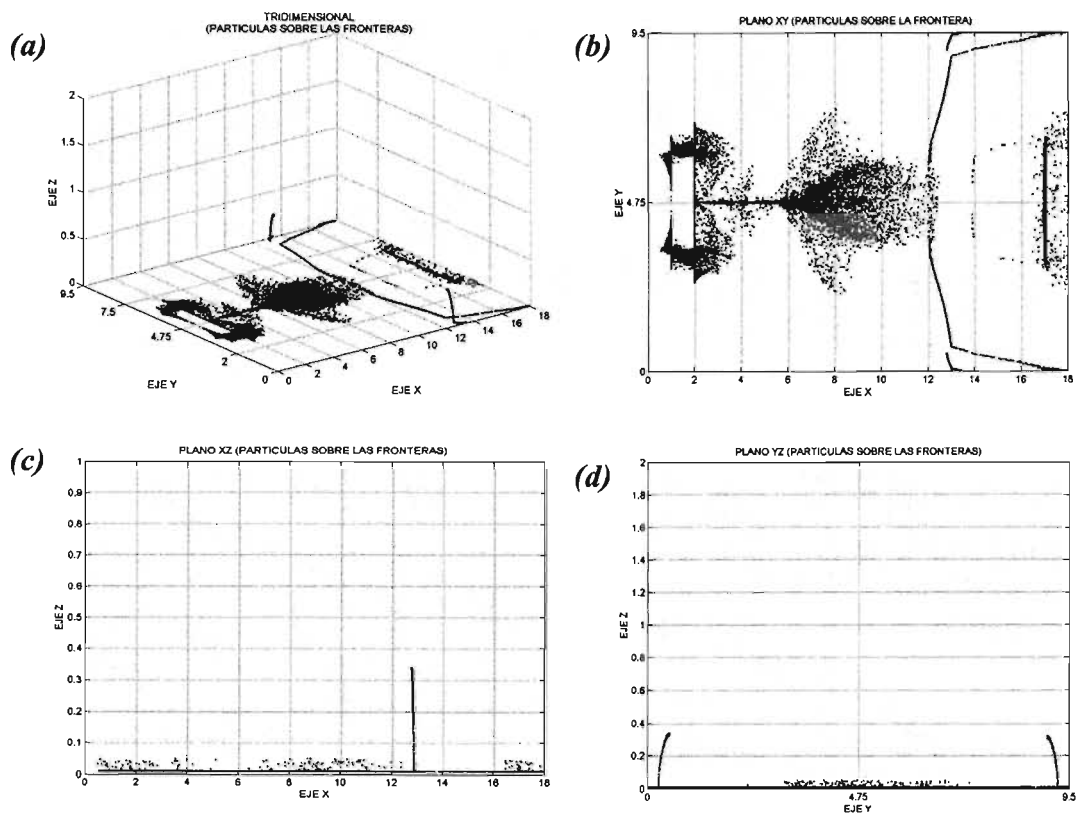 (a)
TRIDIMENSIONAL
(PARTICULAS SOBRE LAS FRONTERAS)
EJE Z
2
1.5
1
0.5
0
9.5
7.5
4.75
2
0
EJE Y
0
2
4
6
8
10
12
14
16
18
EJE X
(b)
PLANO XY (PARTICULAS SOBRE LA FRONTERA)
EJE Y
9.5
4.75
0
0 2 4 6 8 10 12 14 16 18
EJE X
(c)
PLANO XZ (PARTICULAS SOBRE LAS FRONTERAS)
EJE Z
1
0.9
0.8
0.7
0.6
0.5
0.4
0.3
0.2
0.1
0
0 2 4 6 8 10 12 14 16 18
EJE X
(d)
PLANO YZ (PARTICULAS SOBRE LAS FRONTERAS)
EJE Z
2
1.8
1.6
1.4
1.2
1
0.8
0.6
0.4
0.2
0
0 4.75 9.5
EJE Y